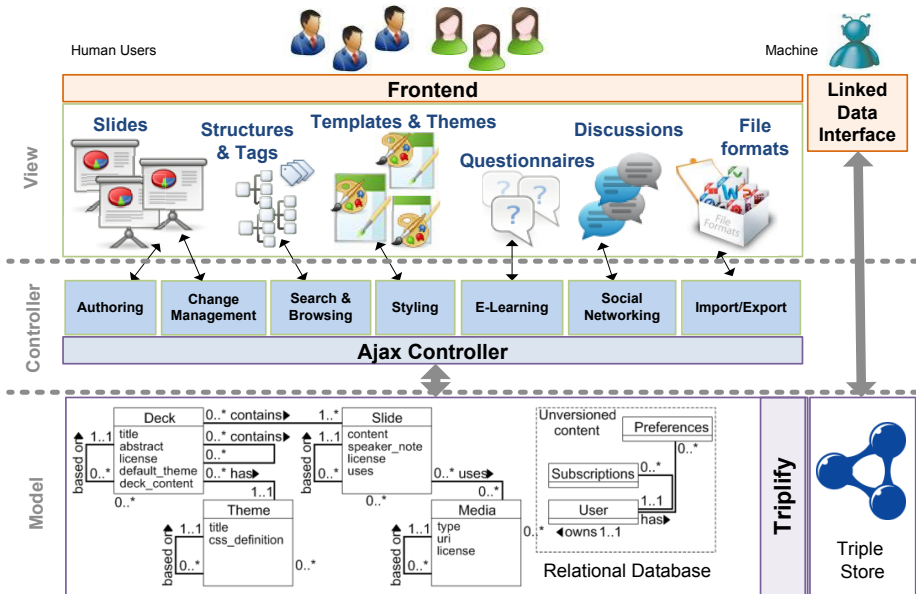 Human Users
Machine
Frontend
Linked
Data
Interface
View
Slides
Structures
& Tags
Templates & Themes
Questionnaires
? ? ?
Discussions
File
formats
W
File
Formats
Controller
Authoring
Change
Management
Search &
Browsing
Styling
E-Learning
Social
Networking
Import/Export
Ajax Controller
Model
Deck
title
abstract
license
default_theme
deck_content
based on
1..1
0..*
0..* contains
1..*
0..* contains
0..*
0..* has
1..1
0..*
Slide
content
speaker_note
license
uses
based on
1..1
0..*
0..* uses
0..*
0..*
Theme
title
css_definition
based on
1..1
0..*
0..*
Media
type
uri
license
based on
1..1
0..*
0..*
Unversioned
content
Preferences
0..*
Subscriptions
0..*
User
1..1
has
owns 1..1
Relational Database
Triplify
Triple
Store